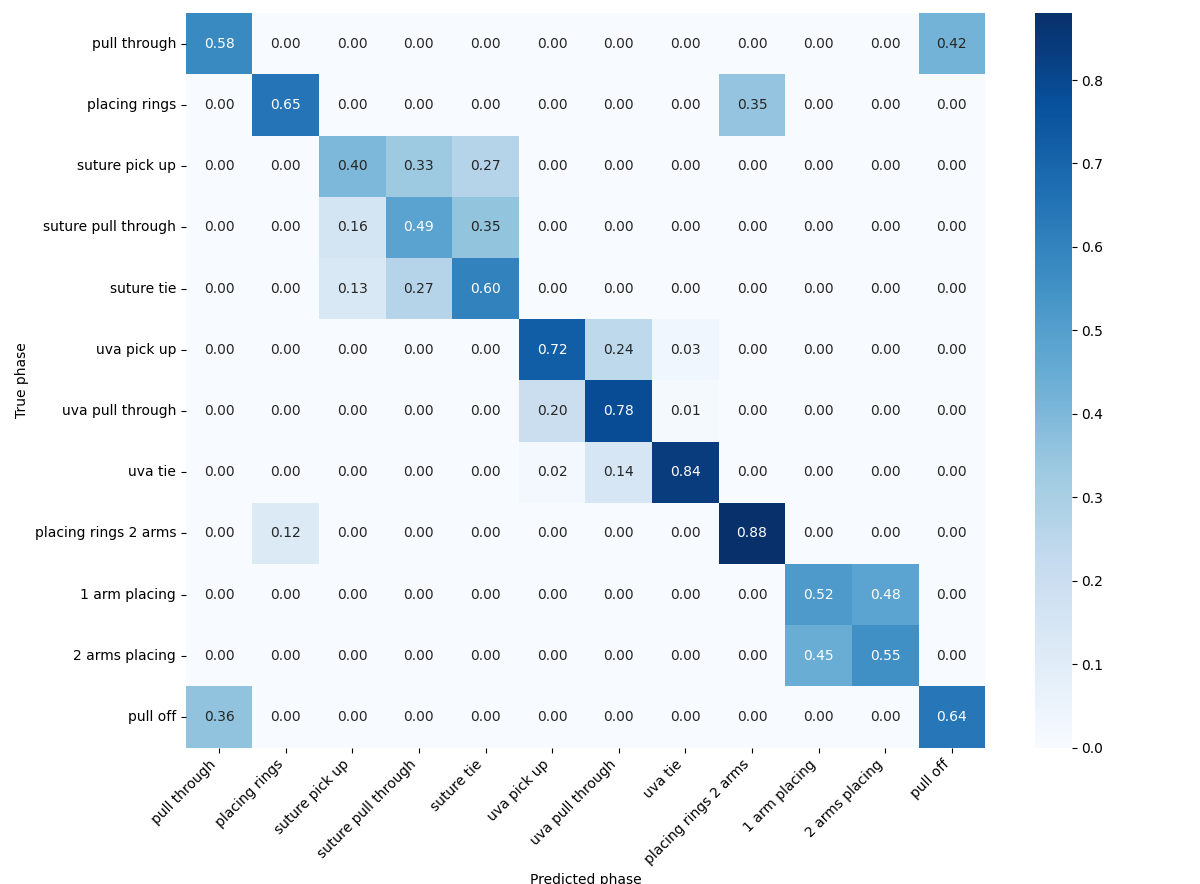 pull through 0.58 0.00 0.00 0.00 0.00 0.00 0.00 0.00 0.00 0.00 0.00 0.42
placing rings 0.00 0.65 0.00 0.00 0.00 0.00 0.00 0.00 0.35 0.00 0.00 0.00
suture pick up 0.00 0.00 0.40 0.33 0.27 0.00 0.00 0.00 0.00 0.00 0.00 0.00
suture pull through 0.00 0.00 0.16 0.49 0.35 0.00 0.00 0.00 0.00 0.00 0.00 0.00
suture tie 0.00 0.00 0.13 0.27 0.60 0.00 0.00 0.00 0.00 0.00 0.00 0.00
uva pick up 0.00 0.00 0.00 0.00 0.00 0.72 0.24 0.03 0.00 0.00 0.00 0.00
uva pull through 0.00 0.00 0.00 0.00 0.00 0.20 0.78 0.01 0.00 0.00 0.00 0.00
uva tie 0.00 0.00 0.00 0.00 0.00 0.02 0.14 0.84 0.00 0.00 0.00 0.00
placing rings 2 arms 0.00 0.12 0.00 0.00 0.00 0.00 0.00 0.00 0.88 0.00 0.00 0.00
1 arm placing 0.00 0.00 0.00 0.00 0.00 0.00 0.00 0.00 0.00 0.52 0.48 0.00
2 arms placing 0.00 0.00 0.00 0.00 0.00 0.00 0.00 0.00 0.00 0.45 0.55 0.00
pull off 0.36 0.00 0.00 0.00 0.00 0.00 0.00 0.00 0.00 0.00 0.00 0.64
True phase
pull through
placing rings
suture pick up
suture pull through
suture tie
uva pick up
uva pull through
uva tie
placing rings 2 arms
1 arm placing
2 arms placing
pull off
Predicted phase
0.8
0.7
0.6
0.5
0.4
0.3
0.2
0.1
0.0